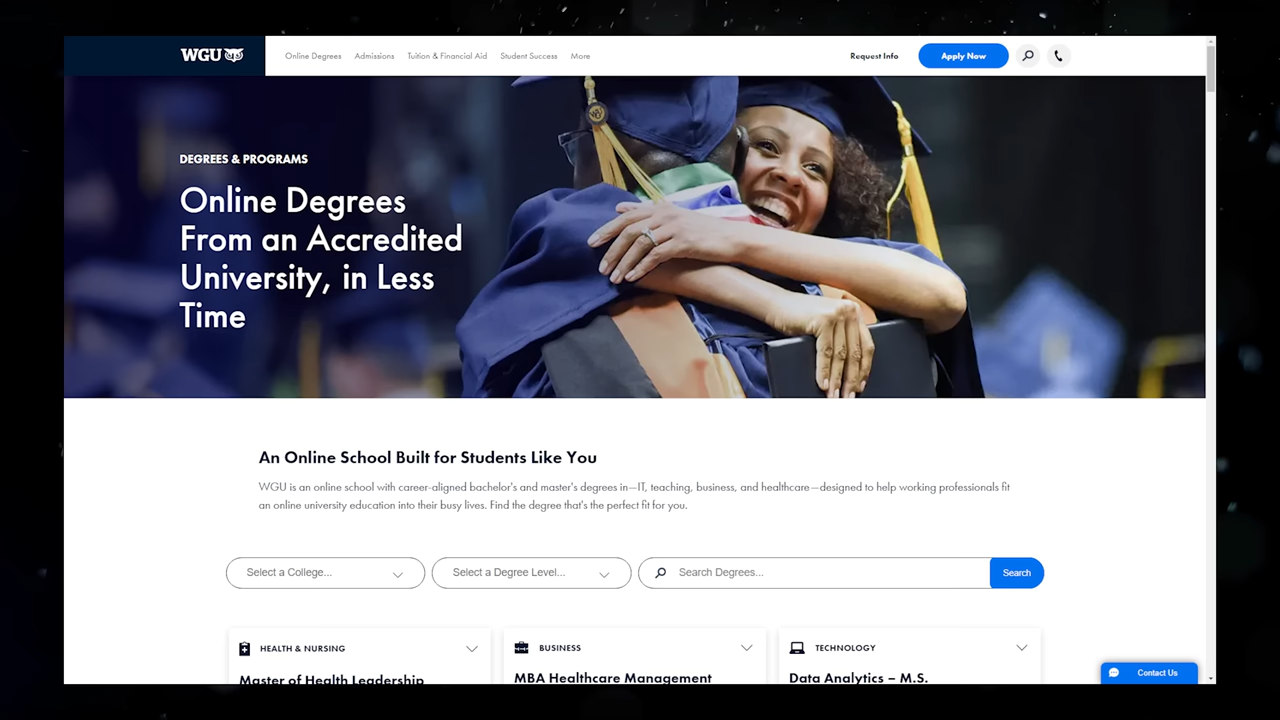 WGU
Online Degrees Admissions Tuition & Financial Aid Student Success More
Request Info Apply Now
DEGREES & PROGRAMS
Online Degrees
From an Accredited
University, in Less
Time
An Online School Built for Students Like You
WGU is an online school with career-aligned bachelor's and master's degrees in—IT, teaching, business, and healthcare—designed to help working professionals fit
an online university education into their busy lives. Find the degree that's the perfect fit for you.
Select a College... Select a Degree Level... Search Degrees... Search
HEALTH & NURSING BUSINESS TECHNOLOGY
Master of Health Leadership MBA Healthcare Management Data Analytics – M.S.
Contact Us